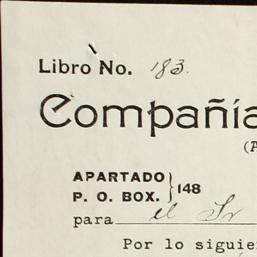 Libro No. 183.
Compañía
(A
APARTADO
P. O. BOX. } 148
para el Sr
Por lo siguie